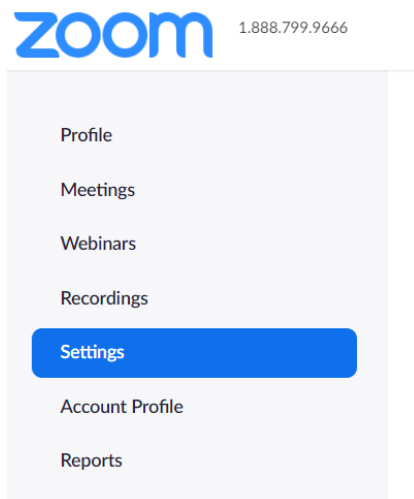 zoom 1.888.799.9666
Profile
Meetings
Webinars
Recordings
Settings
Account Profile
Reports